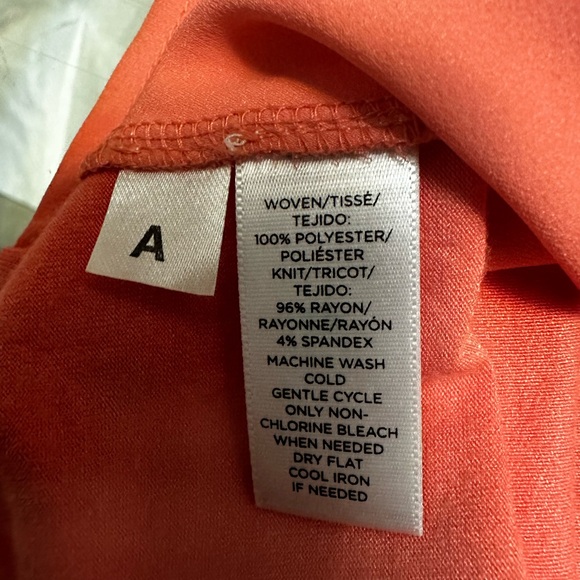 A
WOVEN/TISSÉ/
TEJIDO:
100% POLYESTER/
POLIÉSTER
KNIT/TRICOT/
TEJIDO:
96% RAYON/
RAYONNE/RAYÓN
4% SPANDEX
MACHINE WASH
COLD
GENTLE CYCLE
ONLY NON-
CHLORINE BLEACH
WHEN NEEDED
DRY FLAT
COOL IRON
IF NEEDED